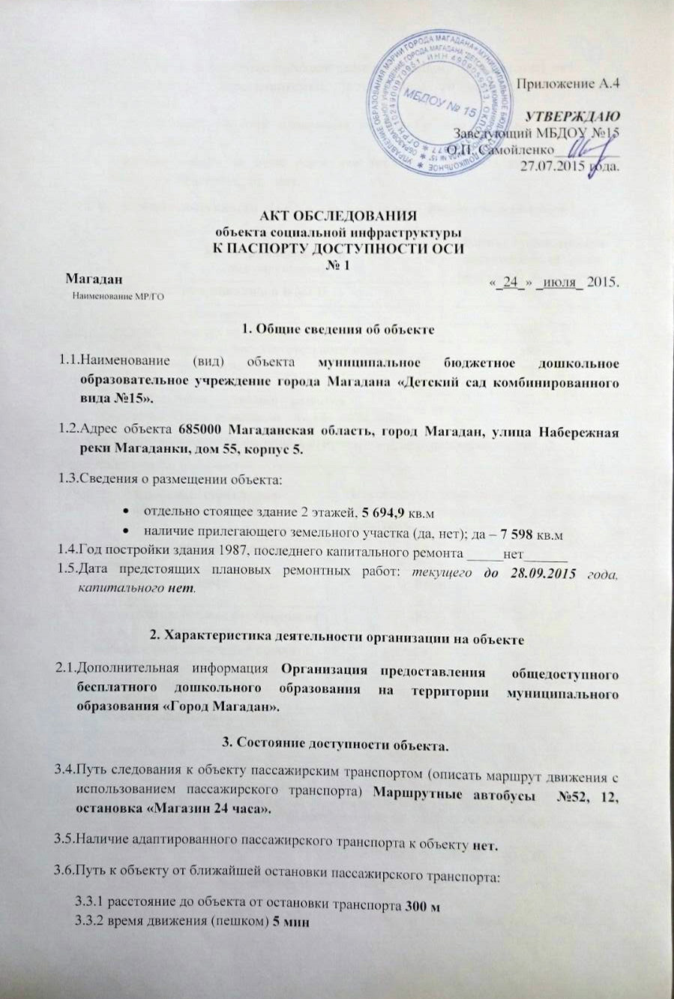 МБДОУ № 15
Приложение А.4
УТВЕРЖДАЮ
Заведующий МБДОУ №15
О.П. Самойленко_________
27.07.2015 года.
АКТ ОБСЛЕДОВАНИЯ
объекта социальной инфраструктуры
К ПАСПОРТУ ДОСТУПНОСТИ ОСИ
№ 1
Магадан «_24_» _июля_ 2015.
Наименование МР/ГО
1. Общие сведения об объекте
1.1.Наименование (вид) объекта муниципальное бюджетное дошкольное
образовательное учреждение города Магадана «Детский сад комбинированного
вида №15».
1.2.Адрес объекта 685000 Магаданская область, город Магадан, улица Набережная
реки Магаданки, дом 55, корпус 5.
1.3.Сведения о размещении объекта:
• отдельно стоящее здание 2 этажей, 5 694,9 кв.м
• наличие прилегающего земельного участка (да, нет); да – 7 598 кв.м
1.4.Год постройки здания 1987, последнего капитального ремонта _____нет______
1.5.Дата предстоящих плановых ремонтных работ: текущего до 28.09.2015 года,
капитального нет.
2. Характеристика деятельности организации на объекте
2.1.Дополнительная информация Организация предоставления общедоступного
бесплатного дошкольного образования на территории муниципального
образования «Город Магадан».
3. Состояние доступности объекта.
3.4.Путь следования к объекту пассажирским транспортом (описать маршрут движения с
использованием пассажирского транспорта) Маршрутные автобусы №52, 12,
остановка «Магазин 24 часа».
3.5.Наличие адаптированного пассажирского транспорта к объекту нет.
3.6.Путь к объекту от ближайшей остановки пассажирского транспорта:
3.3.1 расстояние до объекта от остановки транспорта 300 м
3.3.2 время движения (пешком) 5 мин